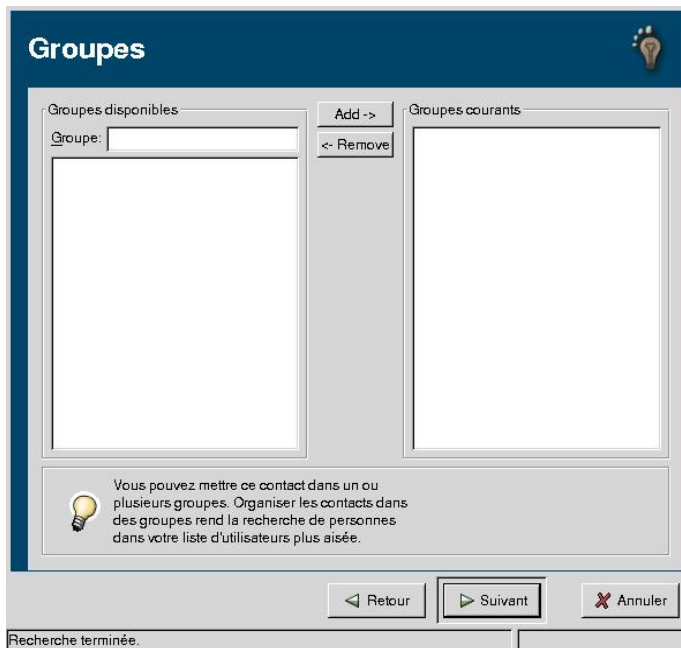 Groupes
Groupes disponibles
Groupe:
Add ->
<- Remove
Groupes courants
Vous pouvez mettre ce contact dans un ou
plusieurs groupes. Organiser les contacts dans
des groupes rend la recherche de personnes
dans votre liste d'utilisateurs plus aisée.
Retour
Suivant
Annuler
Recherche terminée.